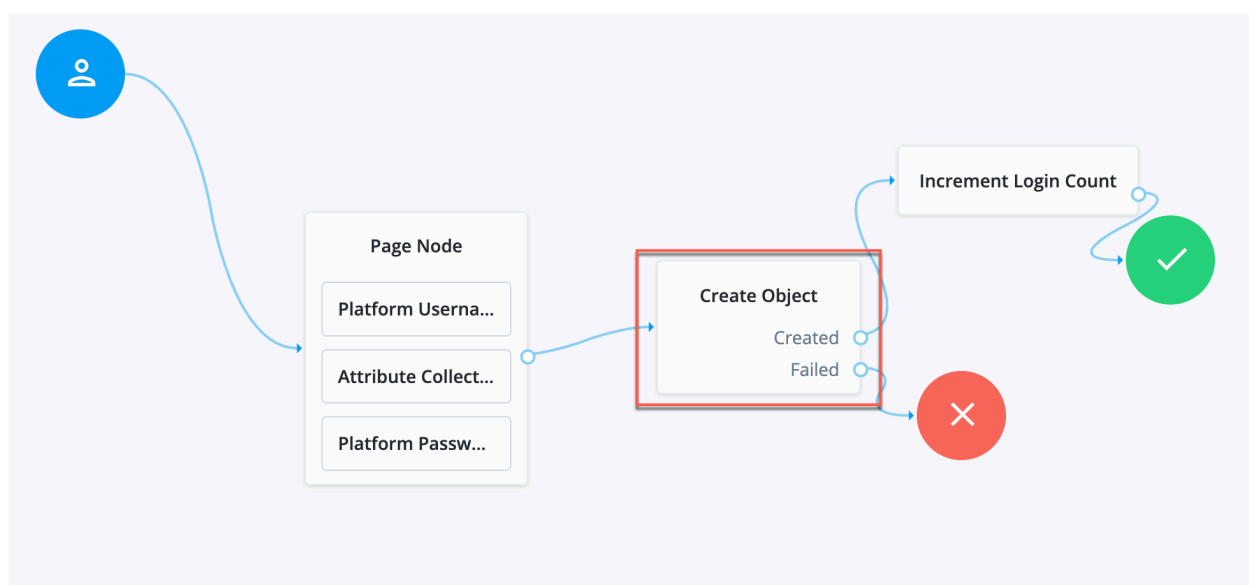 Page Node
Platform Userna...
Attribute Collect...
Platform Passw...
Create Object
Created
Failed
Increment Login Count